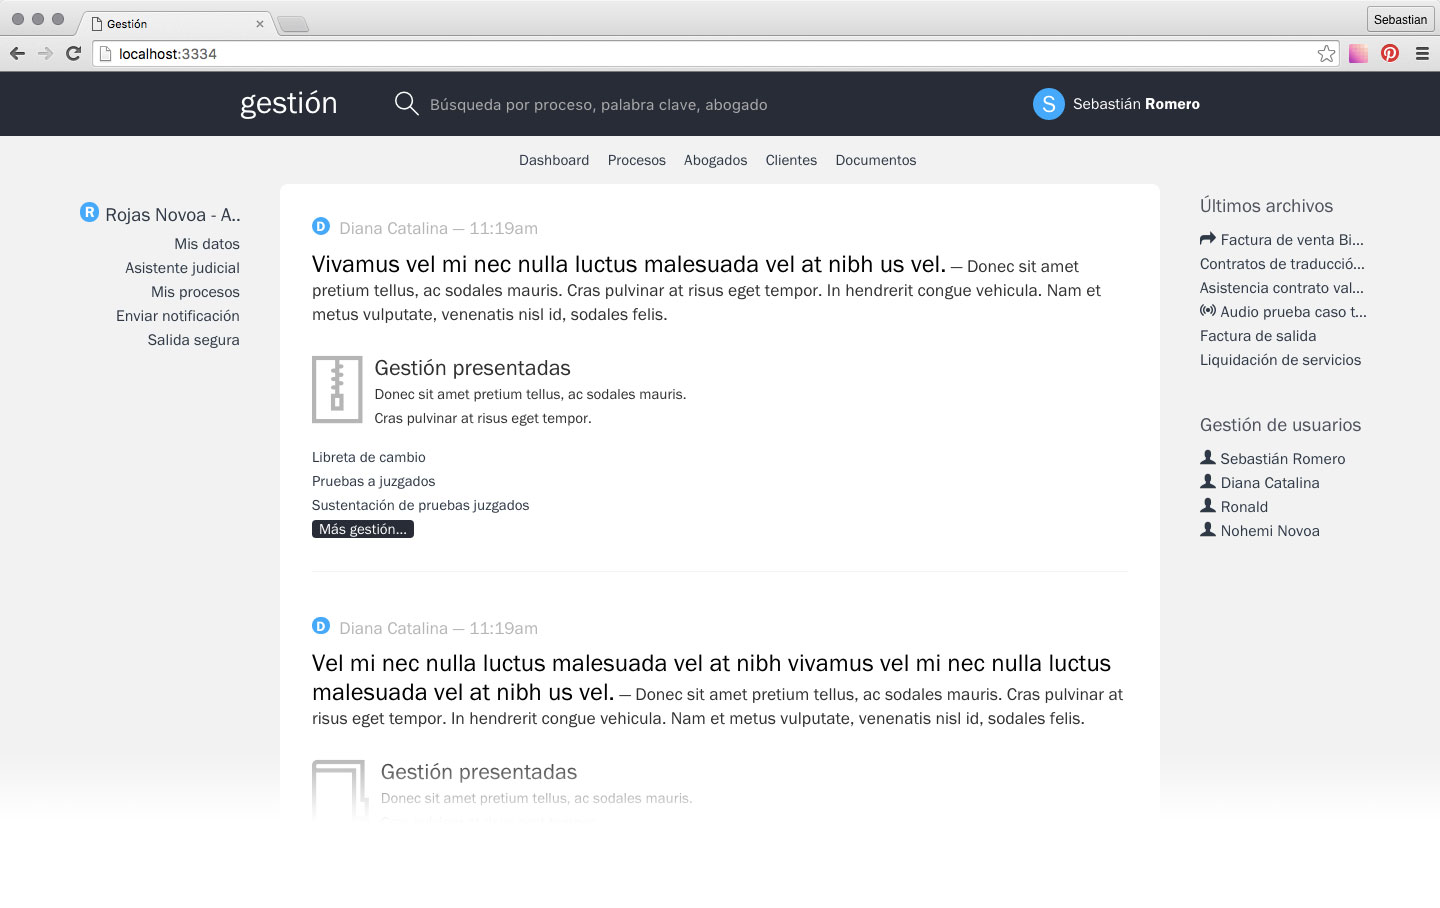 Gestión
Sebastian
localhost:3334
gestión
Búsqueda por proceso, palabra clave, abogado
S
Sebastián Romero
Dashboard Procesos Abogados Clientes Documentos
R Rojas Novoa - A..
Mis datos
Asistente judicial
Mis procesos
Enviar notificación
Salida segura
D Diana Catalina — 11:19am
Vivamus vel mi nec nulla luctus malesuada vel at nibh us vel. — Donec sit amet
pretium tellus, ac sodales mauris. Cras pulvinar at risus eget tempor. In hendrerit congue vehicula. Nam et
metus vulputate, venenatis nisl id, sodales felis.
Gestión presentadas
Donec sit amet pretium tellus, ac sodales mauris.
Cras pulvinar at risus eget tempor.
Libreta de cambio
Pruebas a juzgados
Sustentación de pruebas juzgados
Más gestión...
D Diana Catalina — 11:19am
Vel mi nec nulla luctus malesuada vel at nibh vivamus vel mi nec nulla luctus
malesuada vel at nibh us vel. — Donec sit amet pretium tellus, ac sodales mauris. Cras pulvinar at
risus eget tempor. In hendrerit congue vehicula. Nam et metus vulputate, venenatis nisl id, sodales felis.
Gestión presentadas
Donec sit amet pretium tellus, ac sodales mauris.
Últimos archivos
Factura de venta Bi...
Contratos de traducció...
Asistencia contrato val...
Audio prueba caso t...
Factura de salida
Liquidación de servicios
Gestión de usuarios
Sebastián Romero
Diana Catalina
Ronald
Nohemi Novoa